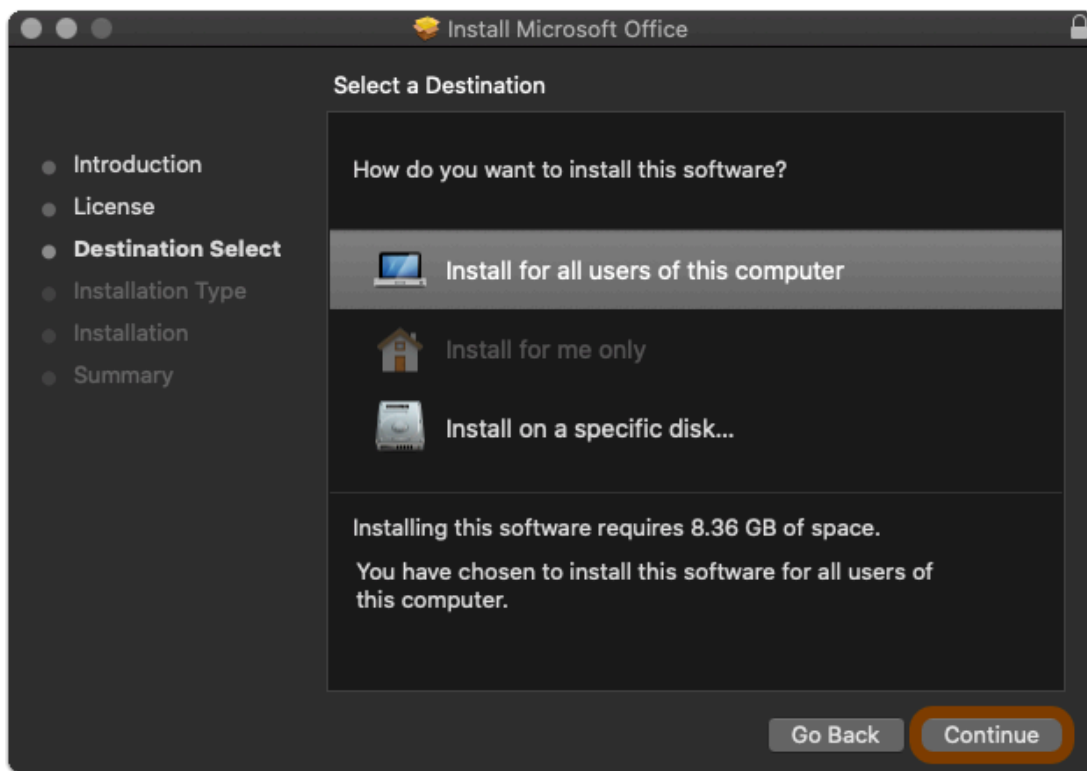 Install Microsoft Office
Select a Destination
Introduction
License
Destination Select
Installation Type
Installation
Summary
How do you want to install this software?
Install for all users of this computer
Install for me only
Install on a specific disk...
Installing this software requires 8.36 GB of space.
You have chosen to install this software for all users of
this computer.
Go Back
Continue